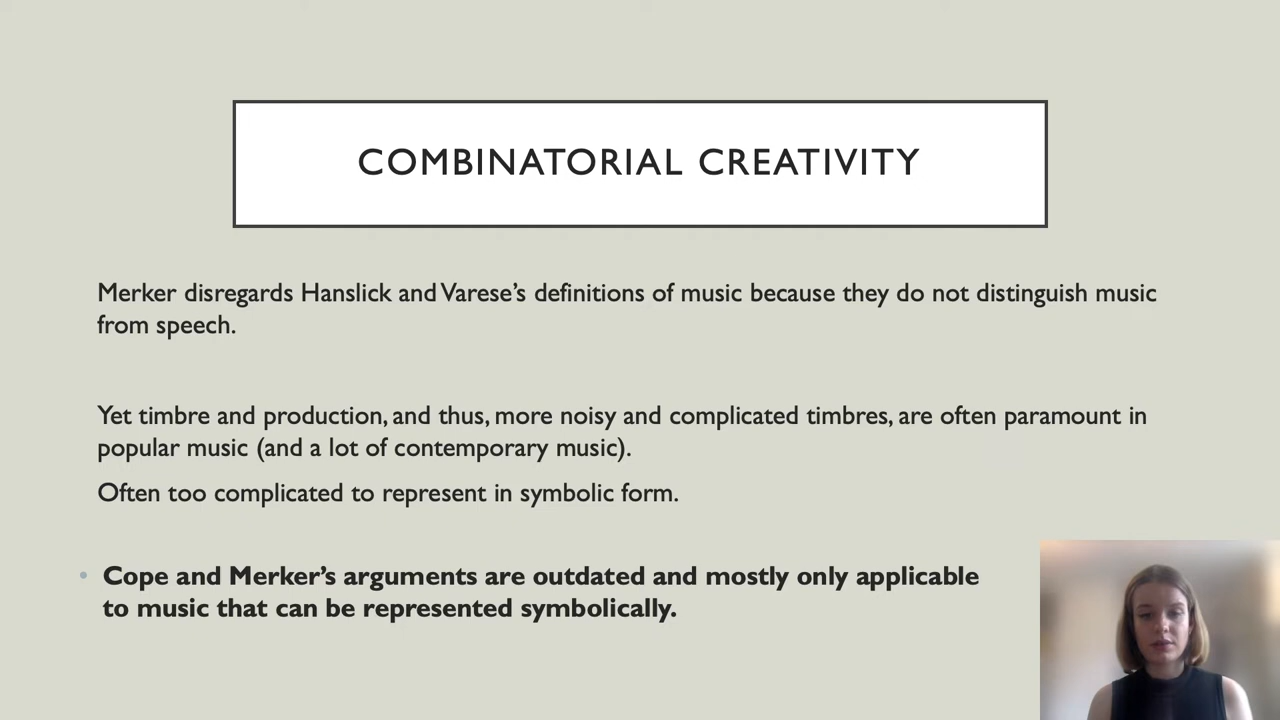 COMBINATORIAL CREATIVITY
Merker disregards Hanslick and Varese's definitions of music because they do not distinguish music
from speech.
Yet timbre and production, and thus, more noisy and complicated timbres, are often paramount in
popular music (and a lot of contemporary music).
Often too complicated to represent in symbolic form.
• Cope and Merker's arguments are outdated and mostly only applicable
to music that can be represented symbolically.